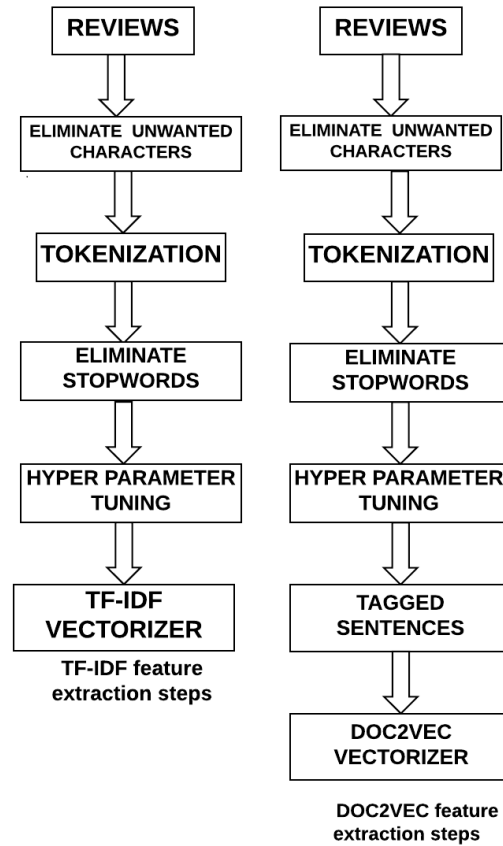 REVIEWS
ELIMINATE UNWANTED
CHARACTERS
TOKENIZATION
ELIMINATE
STOPWORDS
HYPER PARAMETER
TUNING
TF-IDF
VECTORIZER
TF-IDF feature
extraction steps
REVIEWS
ELIMINATE UNWANTED
CHARACTERS
TOKENIZATION
ELIMINATE
STOPWORDS
HYPER PARAMETER
TUNING
TAGGED
SENTENCES
DOC2VEC
VECTORIZER
DOC2VEC feature
extraction steps